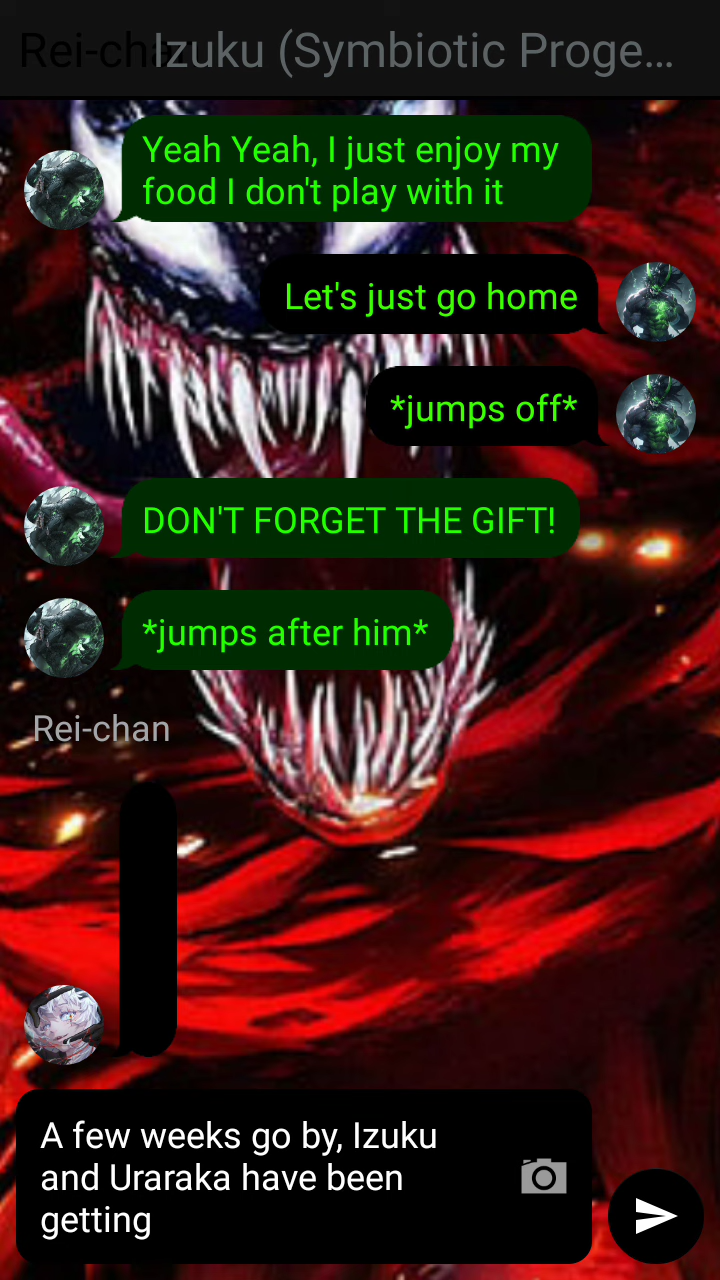 Rei-chan Izuku (Symbiotic Proge…
Yeah Yeah, I just enjoy my
food I don't play with it
Let's just go home
*jumps off*
DON'T FORGET THE GIFT!
*jumps after him*
Rei-chan
A few weeks go by, Izuku
and Uraraka have been
getting